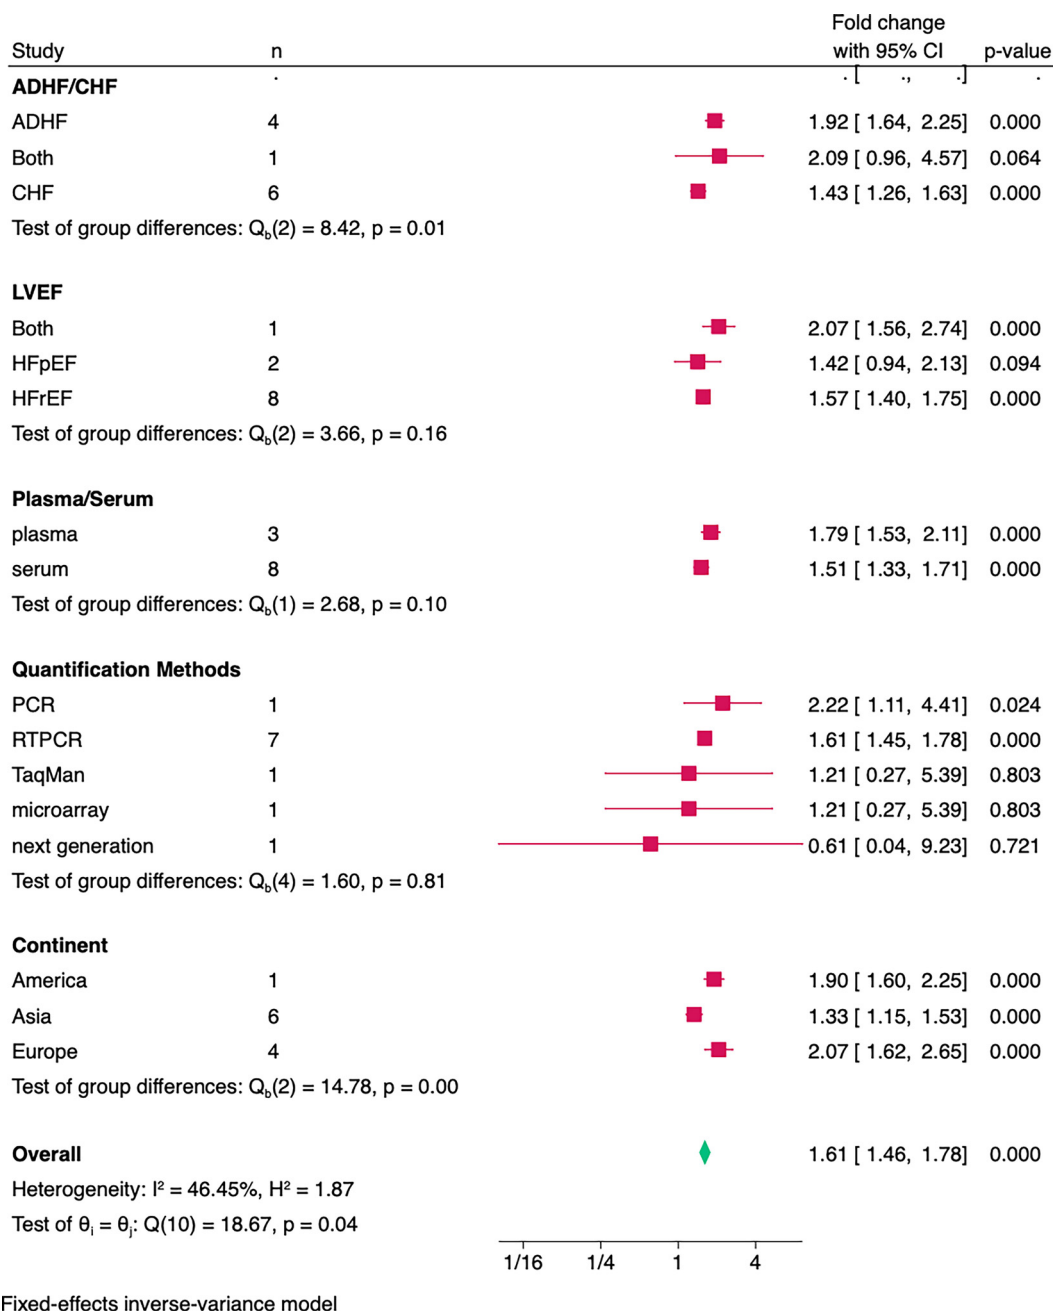 Fold change
Study n with 95% CI p-value
. . [ ., .] .
ADHF/CHF
ADHF 4 1.92 [ 1.64, 2.25] 0.000
Both 1 2.09 [ 0.96, 4.57] 0.064
CHF 6 1.43 [ 1.26, 1.63] 0.000
Test of group differences: Qb(2) = 8.42, p = 0.01
LVEF
Both 1 2.07 [ 1.56, 2.74] 0.000
HFpEF 2 1.42 [ 0.94, 2.13] 0.094
HFrEF 8 1.57 [ 1.40, 1.75] 0.000
Test of group differences: Qb(2) = 3.66, p = 0.16
Plasma/Serum
plasma 3 1.79 [ 1.53, 2.11] 0.000
serum 8 1.51 [ 1.33, 1.71] 0.000
Test of group differences: Qb(1) = 2.68, p = 0.10
Quantification Methods
PCR 1 2.22 [ 1.11, 4.41] 0.024
RTPCR 7 1.61 [ 1.45, 1.78] 0.000
TaqMan 1 1.21 [ 0.27, 5.39] 0.803
microarray 1 1.21 [ 0.27, 5.39] 0.803
next generation 1 0.61 [ 0.04, 9.23] 0.721
Test of group differences: Qb(4) = 1.60, p = 0.81
Continent
America 1 1.90 [ 1.60, 2.25] 0.000
Asia 6 1.33 [ 1.15, 1.53] 0.000
Europe 4 2.07 [ 1.62, 2.65] 0.000
Test of group differences: Qb(2) = 14.78, p = 0.00
Overall 1.61 [ 1.46, 1.78] 0.000
Heterogeneity: I² = 46.45%, H² = 1.87
Test of θi = θj: Q(10) = 18.67, p = 0.04
1/16 1/4 1 4
Fixed-effects inverse-variance model